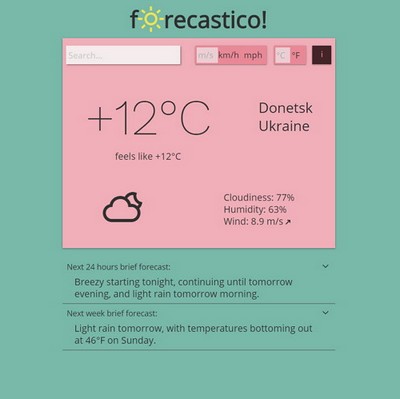 forecastico!
Search... m/s km/h mph °C °F i
+12°C
Donetsk
Ukraine
feels like +12°C
Cloudiness: 77%
Humidity: 63%
Wind: 8.9 m/s
Next 24 hours brief forecast:
Breezy starting tonight, continuing until tomorrow
evening, and light rain tomorrow morning.
Next week brief forecast:
Light rain tomorrow, with temperatures bottoming out
at 46°F on Sunday.